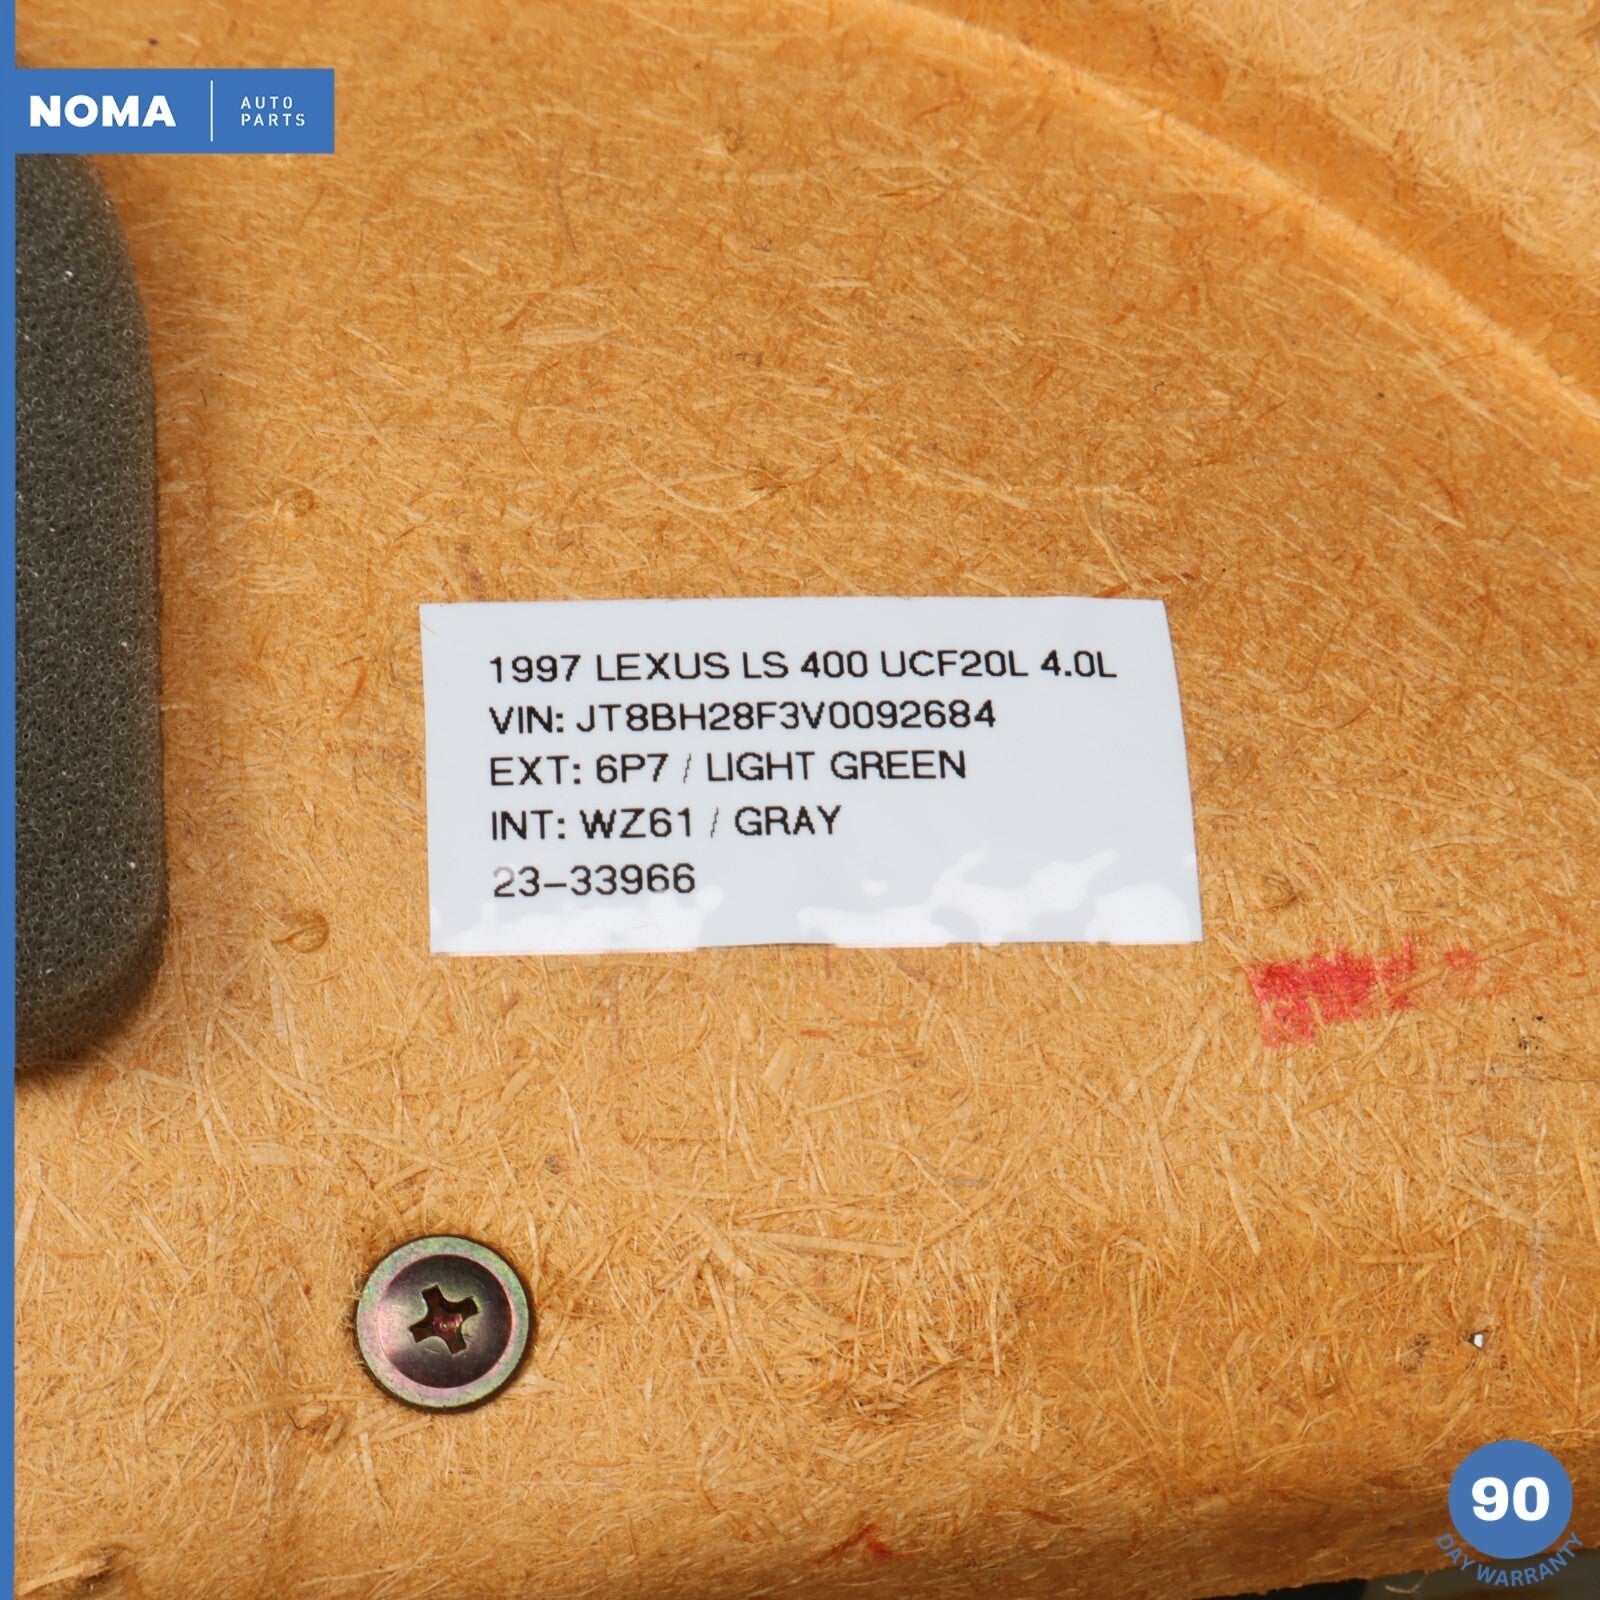 NOMA
AUTO
PARTS
1997 LEXUS LS 400 UCF20L 4.0L
VIN: JT8BH28F3V0092684
EXT: 6P7 / LIGHT GREEN
INT: WZ61 / GRAY
23-33966
90
DAY WARRANTY